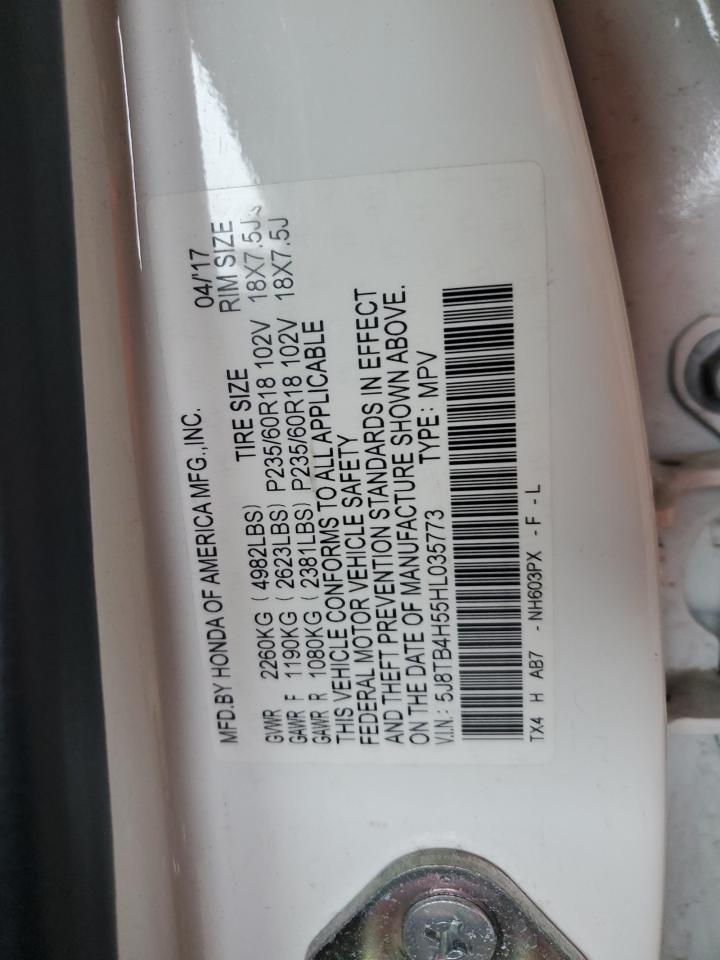 MFD. BY HONDA OF AMERICA MFG., INC. 04/'17
TIRE SIZE RIM SIZE
GVWR 2260KG ( 4982LBS)
GAWR F 1190KG ( 2623LBS) P235/60R18 102V 18X7.5J
GAWR R 1080KG ( 2381LBS) P235/60R18 102V 18X7.5J
THIS VEHICLE CONFORMS TO ALL APPLICABLE
FEDERAL MOTOR VEHICLE SAFETY
AND THEFT PREVENTION STANDARDS IN EFFECT
ON THE DATE OF MANUFACTURE SHOWN ABOVE.
V.I.N.: 5J8TB4H55HL035773 TYPE: MPV
TX4 H AB7 - NH603PX - F - L